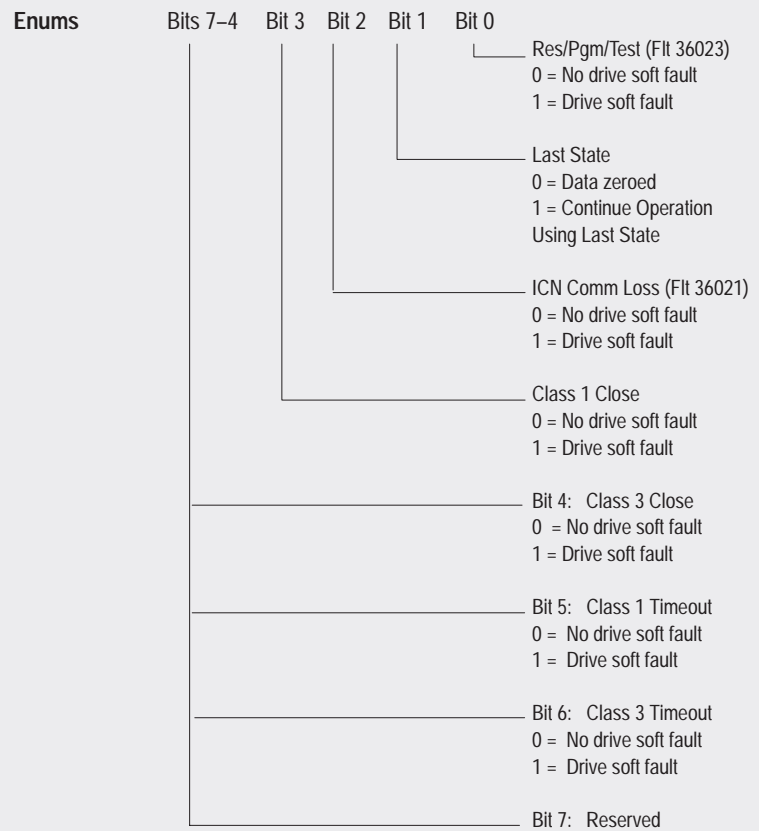 Enums Bits 7–4 Bit 3 Bit 2 Bit 1 Bit 0
Res/Pgm/Test (Flt 36023)
0 = No drive soft fault
1 = Drive soft fault
Last State
0 = Data zeroed
1 = Continue Operation
Using Last State
ICN Comm Loss (Flt 36021)
0 = No drive soft fault
1 = Drive soft fault
Class 1 Close
0 = No drive soft fault
1 = Drive soft fault
Bit 4: Class 3 Close
0 = No drive soft fault
1 = Drive soft fault
Bit 5: Class 1 Timeout
0 = No drive soft fault
1 = Drive soft fault
Bit 6: Class 3 Timeout
0 = No drive soft fault
1 = Drive soft fault
Bit 7: Reserved